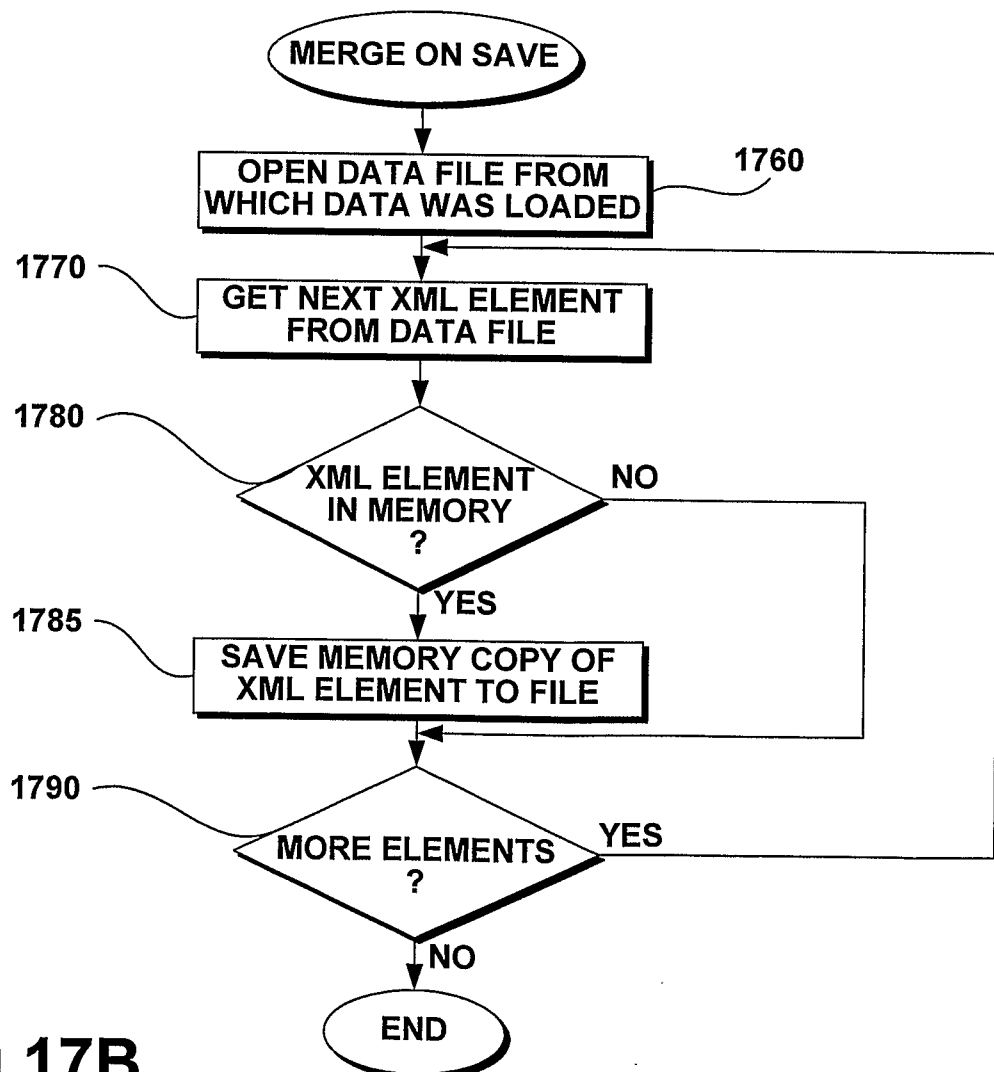 MERGE ON SAVE
OPEN DATA FILE FROM
WHICH DATA WAS LOADED
1760
1770
GET NEXT XML ELEMENT
FROM DATA FILE
1780
XML ELEMENT
IN MEMORY
?
NO
YES
1785
SAVE MEMORY COPY OF
XML ELEMENT TO FILE
1790
MORE ELEMENTS
?
YES
NO
END
17B